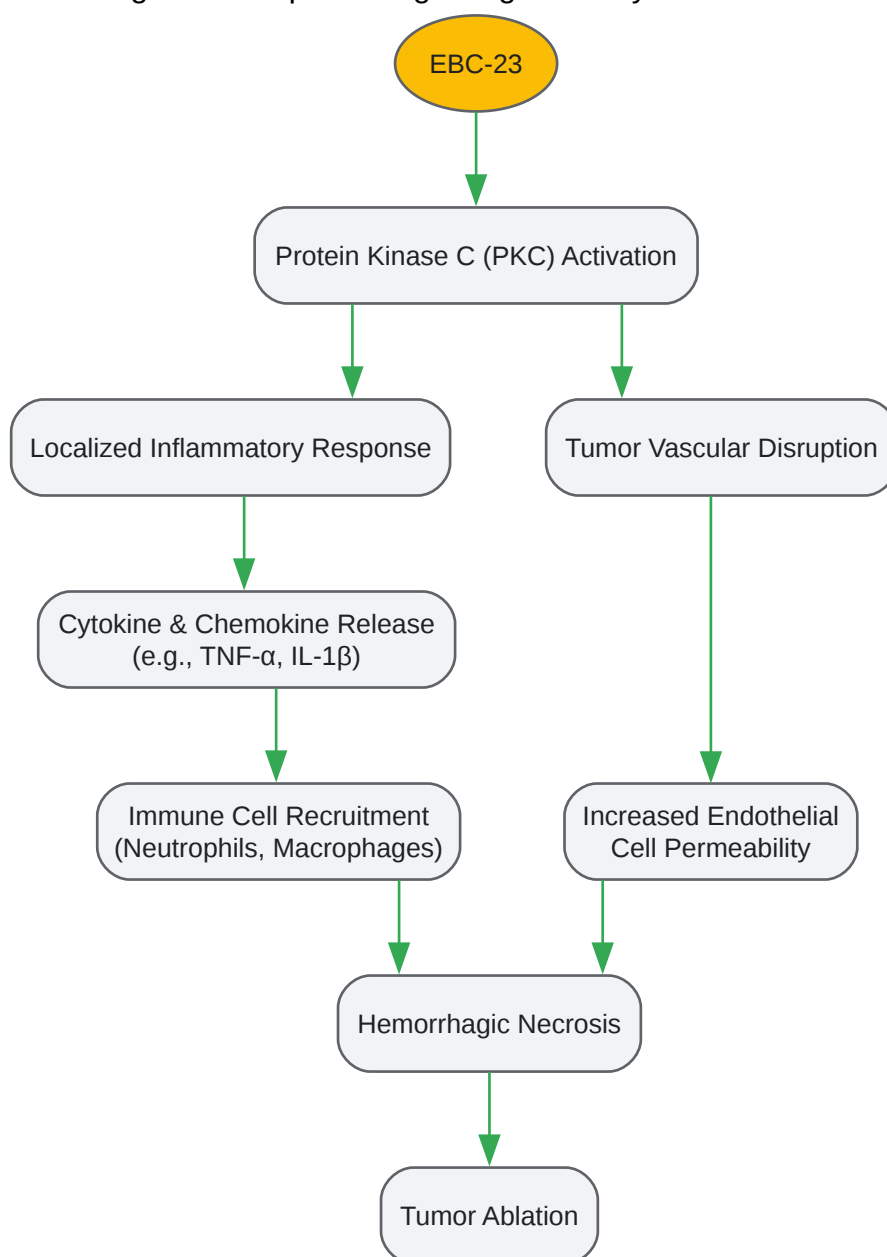 EBC-23
Protein Kinase C (PKC) Activation
Localized Inflammatory Response
Tumor Vascular Disruption
Cytokine & Chemokine Release
(e.g., TNF-α, IL-1β)
Immune Cell Recruitment
(Neutrophils, Macrophages)
Increased Endothelial
Cell Permeability
Hemorrhagic Necrosis
Tumor Ablation